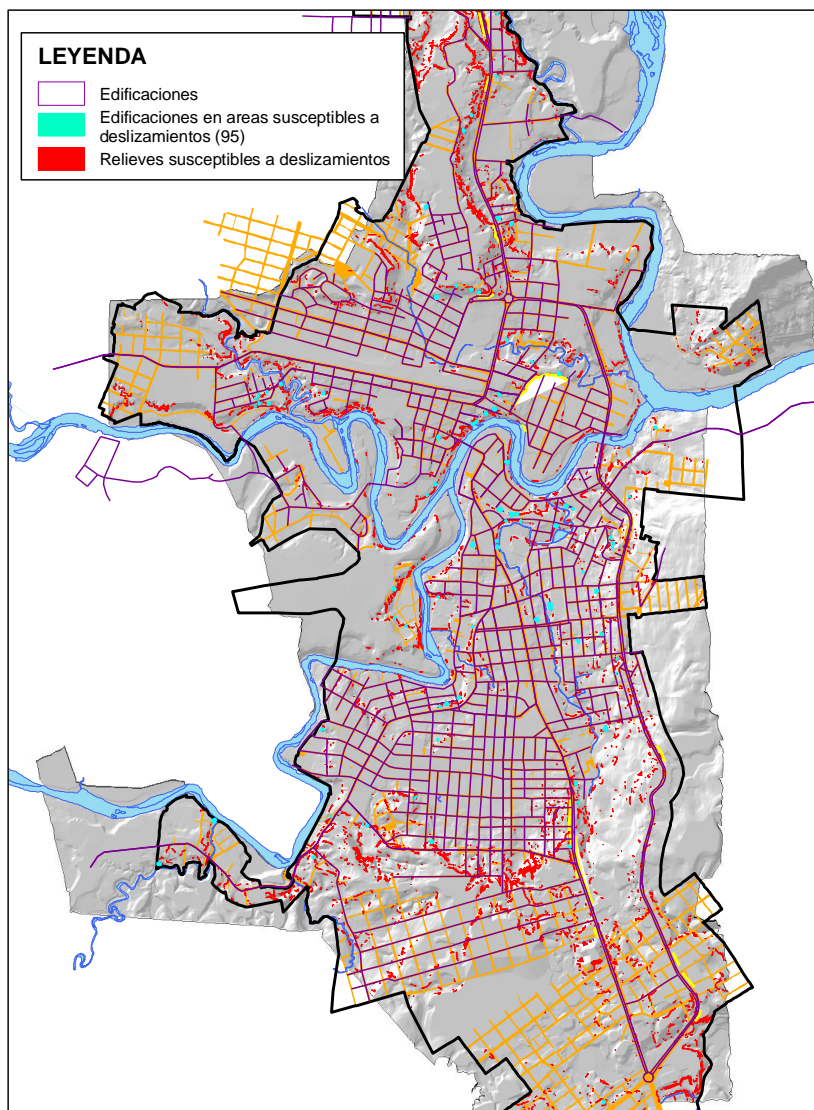 LEYENDA
Edificaciones
Edificaciones en areas susceptibles a
deslizamientos (95)
Relieves susceptibles a deslizamientos